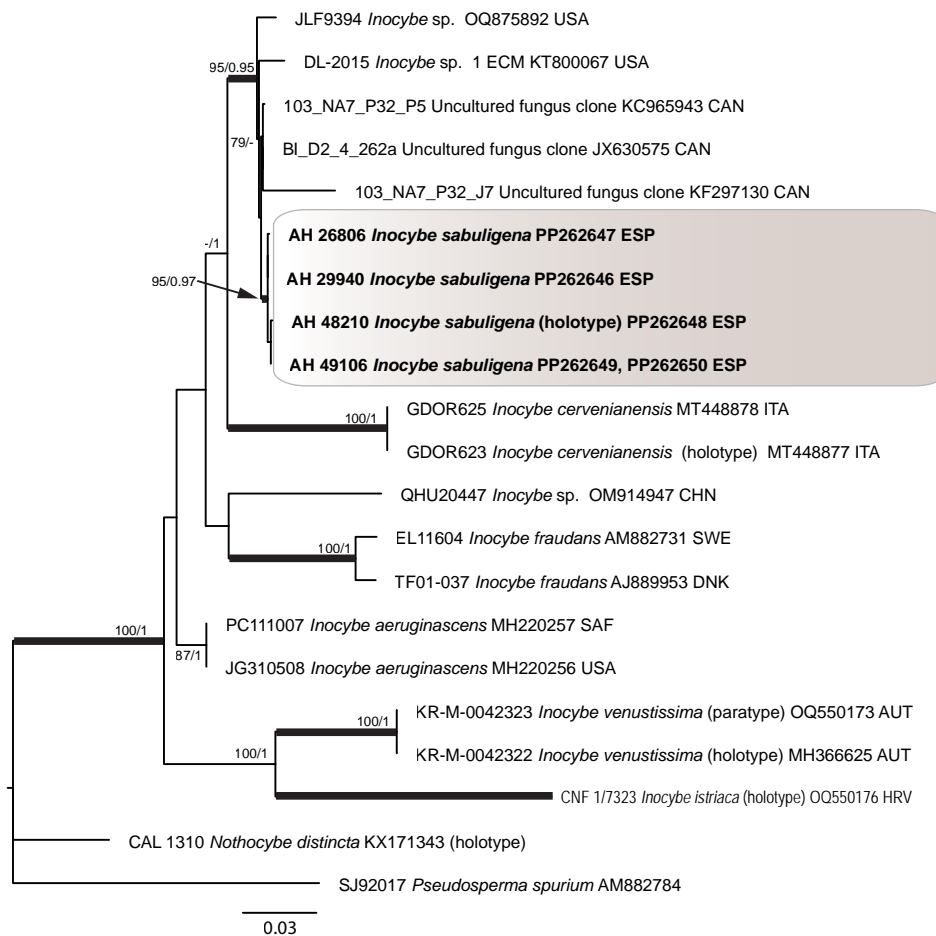 JLF9394 Inocybe sp. OQ875892 USA
95/0.95
DL-2015 Inocybe sp. 1 ECM KT800067 USA
103_NA7_P32_P5 Uncultured fungus clone KC965943 CAN
79/-
BI_D2_4_262a Uncultured fungus clone JX630575 CAN
103_NA7_P32_J7 Uncultured fungus clone KF297130 CAN
AH 26806 Inocybe sabuligena PP262647 ESP
-/1
95/0.97
AH 29940 Inocybe sabuligena PP262646 ESP
AH 48210 Inocybe sabuligena (holotype) PP262648 ESP
AH 49106 Inocybe sabuligena PP262649, PP262650 ESP
100/1
GDOR625 Inocybe cervenianensis MT448878 ITA
GDOR623 Inocybe cervenianensis (holotype) MT448877 ITA
QHU20447 Inocybe sp. OM914947 CHN
EL11604 Inocybe fraudans AM882731 SWE
100/1
TF01-037 Inocybe fraudans AJ889953 DNK
PC111007 Inocybe aeruginascens MH220257 SAF
100/1
87/1
JG310508 Inocybe aeruginascens MH220256 USA
KR-M-0042323 Inocybe venustissima (paratype) OQ550173 AUT
100/1
KR-M-0042322 Inocybe venustissima (holotype) MH366625 AUT
100/1
CNF 1/7323 Inocybe istriaca (holotype) OQ550176 HRV
CAL 1310 Nothocybe distincta KX171343 (holotype)
SJ92017 Pseudosperma spurium AM882784
0.03